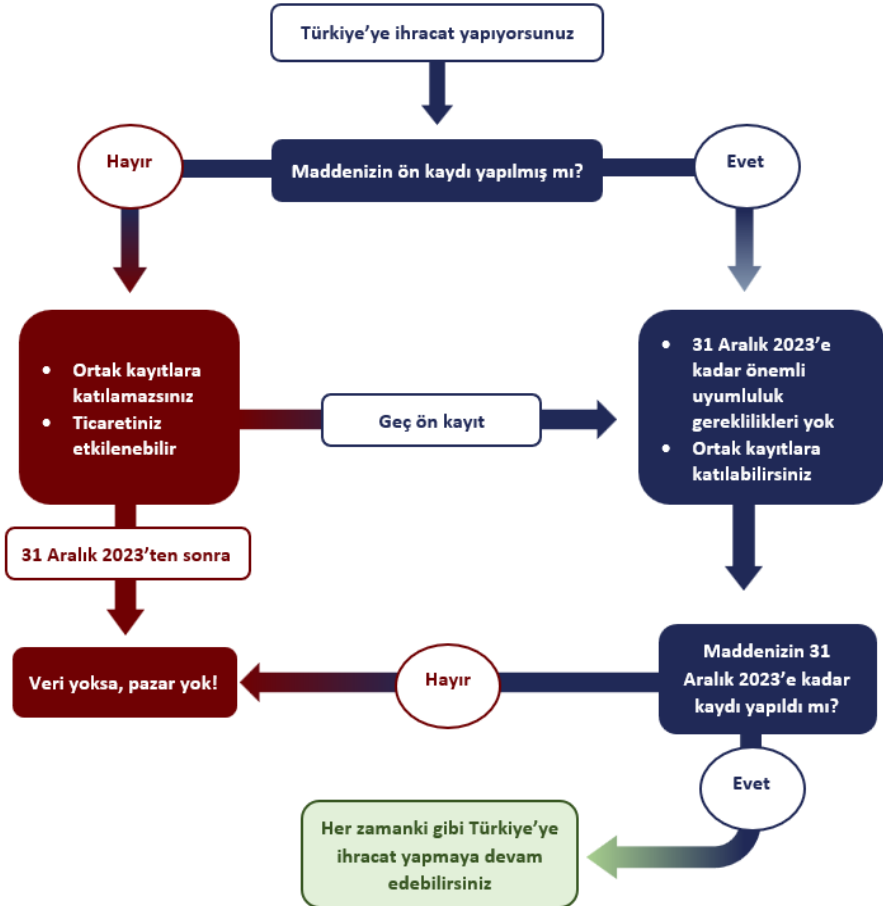 Türkiye’ye ihracat yapıyorsunuz
Hayır
Maddenizin ön kaydı yapılmış mı?
Evet
• Ortak kayıtlara
katılamazsınız
• Ticaretiniz
etkilenebilir
Geç ön kayıt
• 31 Aralık 2023’e
kadar önemli
uyumluluk
gereklilikleri yok
• Ortak kayıtlara
katılabilirsiniz
31 Aralık 2023’ten sonra
Veri yoksa, pazar yok!
Hayır
Maddenizin 31
Aralık 2023’e kadar
kaydı yapıldı mı?
Evet
Her zamanki gibi Türkiye’ye
ihracat yapmaya devam
edebilirsiniz